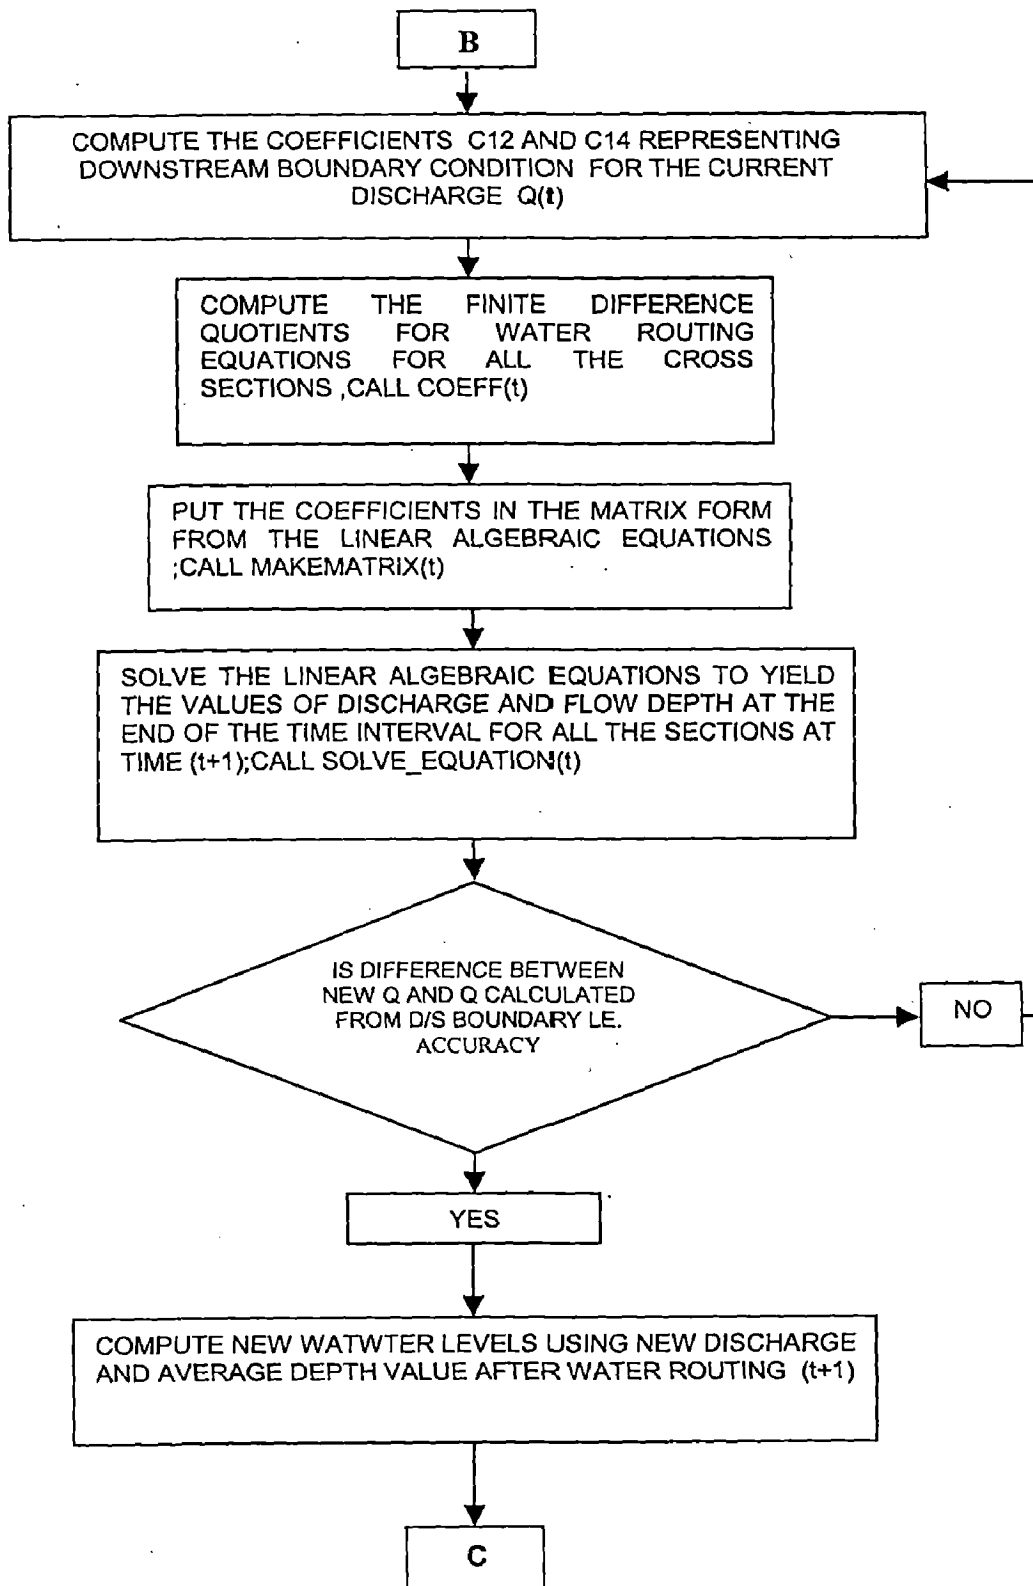 B
COMPUTE THE COEFFICIENTS C12 AND C14 REPRESENTING
DOWNSTREAM BOUNDARY CONDITION FOR THE CURRENT
DISCHARGE Q(t)
COMPUTE THE FINITE DIFFERENCE
QUOTIENTS FOR WATER ROUTING
EQUATIONS FOR ALL THE CROSS
SECTIONS ,CALL COEFF(t)
PUT THE COEFFICIENTS IN THE MATRIX FORM
FROM THE LINEAR ALGEBRAIC EQUATIONS
;CALL MAKEMATRIX(t)
SOLVE THE LINEAR ALGEBRAIC EQUATIONS TO YIELD
THE VALUES OF DISCHARGE AND FLOW DEPTH AT THE
END OF THE TIME INTERVAL FOR ALL THE SECTIONS AT
TIME (t+1);CALL SOLVE_EQUATION(t)
IS DIFFERENCE BETWEEN
NEW Q AND Q CALCULATED
FROM D/S BOUNDARY LE.
ACCURACY
NO
YES
COMPUTE NEW WATWTER LEVELS USING NEW DISCHARGE
AND AVERAGE DEPTH VALUE AFTER WATER ROUTING (t+1)
C